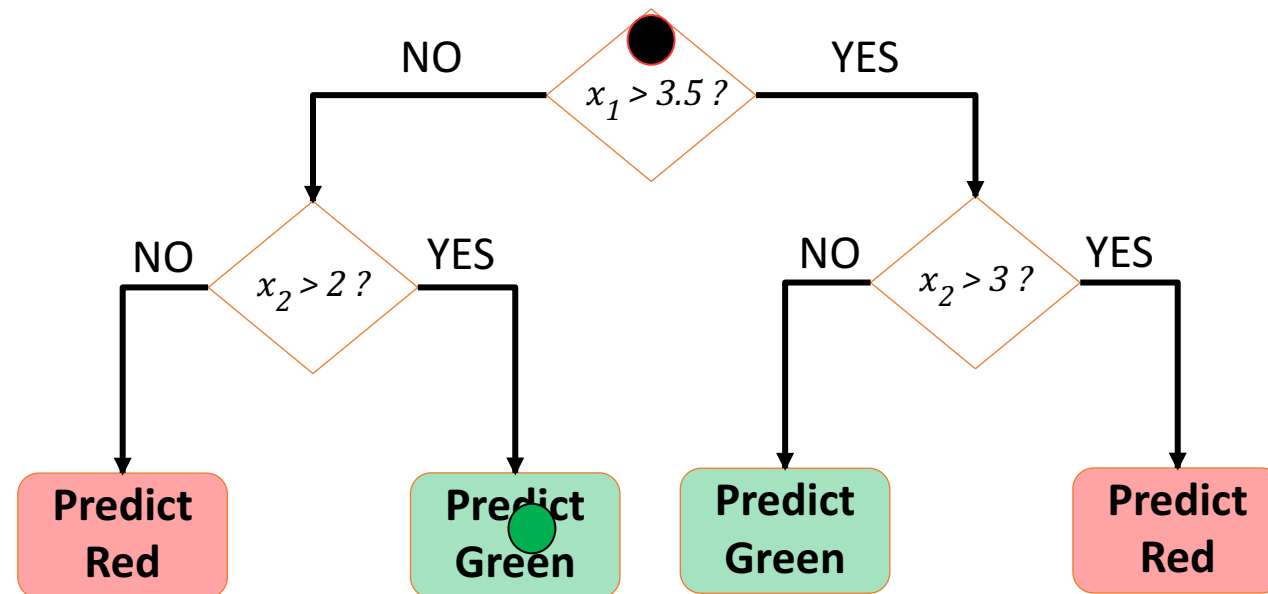 NO
YES
x₁ > 3.5 ?
NO
YES
NO
YES
x₂ > 2 ?
x₂ > 3 ?
Predict
Red
Predict
Green
Predict
Green
Predict
Red